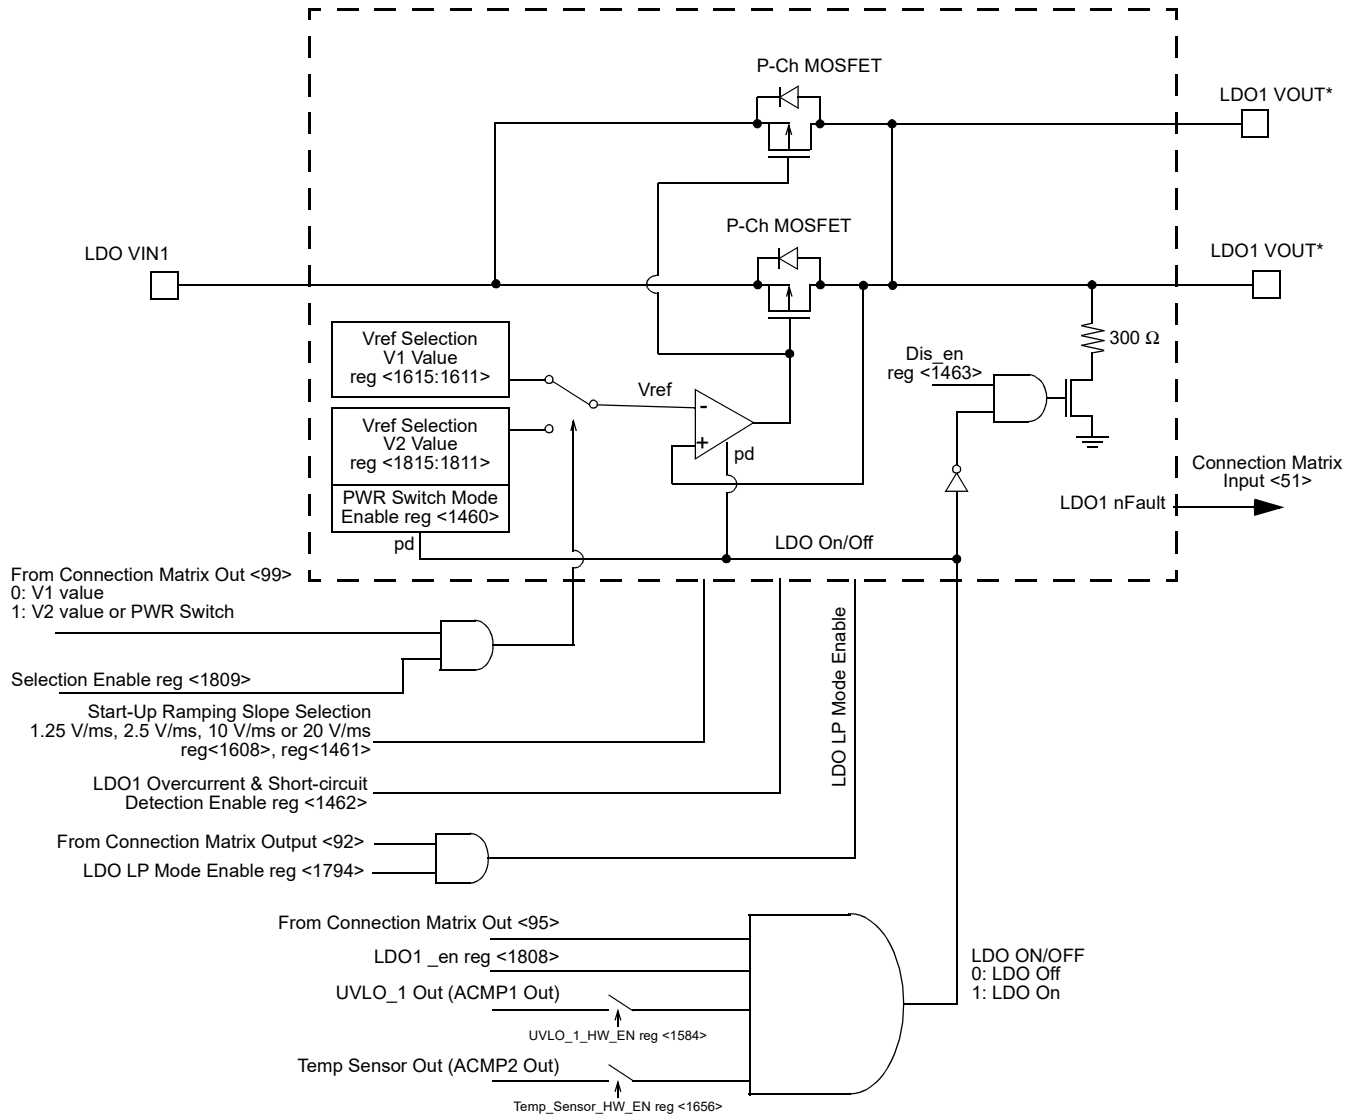 P-Ch MOSFET
LDO1 VOUT*
P-Ch MOSFET
LDO VIN1
LDO1 VOUT*
Vref Selection
V1 Value
reg <1615:1611>
Vref
-
+
pd
Vref Selection
V2 Value
reg <1815:1811>
PWR Switch Mode
Enable reg <1460>
pd
Dis_en
reg <1463>
300 Ω
Connection Matrix
Input <51>
LDO1 nFault
LDO On/Off
From Connection Matrix Out <99>
0: V1 value
1: V2 value or PWR Switch
Selection Enable reg <1809>
Start-Up Ramping Slope Selection
1.25 V/ms, 2.5 V/ms, 10 V/ms or 20 V/ms
reg<1608>, reg<1461>
LDO1 Overcurrent & Short-circuit
Detection Enable reg <1462>
LDO LP Mode Enable
From Connection Matrix Output <92>
LDO LP Mode Enable reg <1794>
From Connection Matrix Out <95>
LDO1 _en reg <1808>
UVLO_1 Out (ACMP1 Out)
UVLO_1_HW_EN reg <1584>
Temp Sensor Out (ACMP2 Out)
Temp_Sensor_HW_EN reg <1656>
LDO ON/OFF
0: LDO Off
1: LDO On